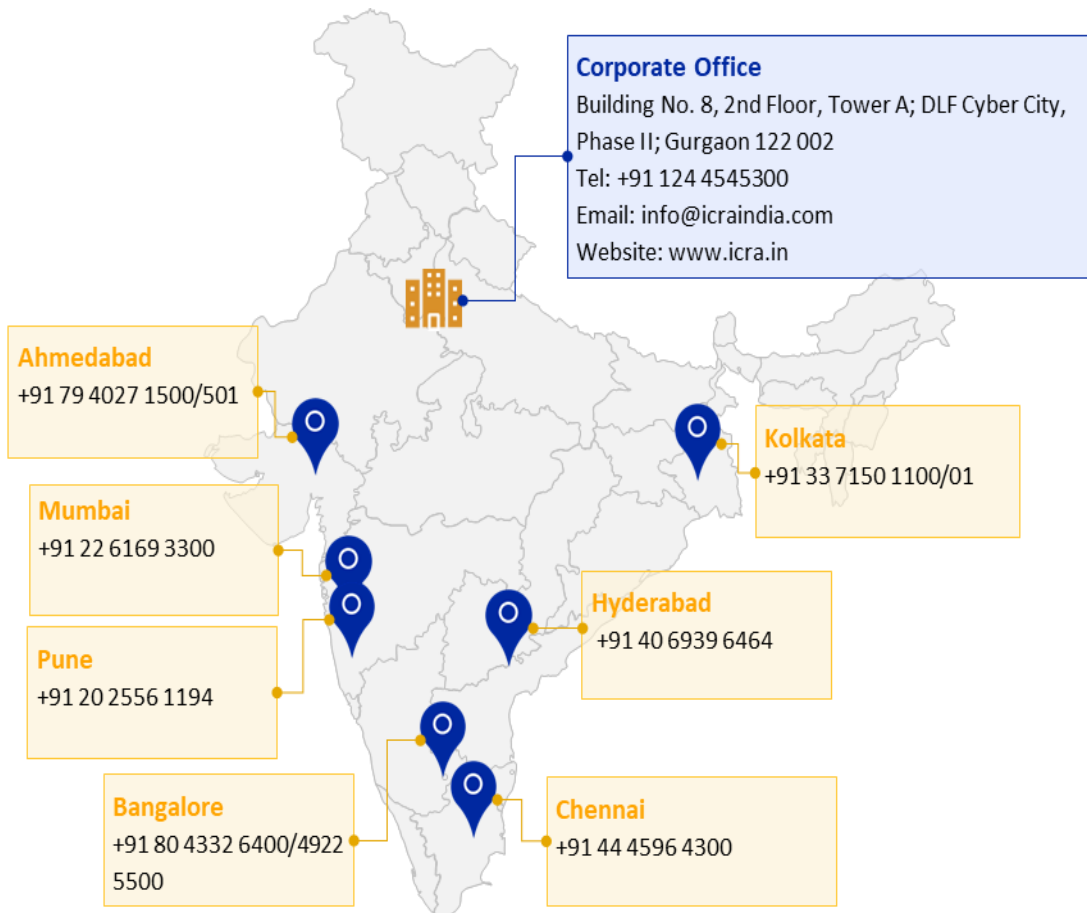 Corporate Office
Building No. 8, 2nd Floor, Tower A; DLF Cyber City,
Phase II; Gurgaon 122 002
Tel: +91 124 4545300
Email: info@icraindia.com
Website: www.icra.in
Ahmedabad
+91 79 4027 1500/501
Kolkata
+91 33 7150 1100/01
Mumbai
+91 22 6169 3300
Hyderabad
+91 40 6939 6464
Pune
+91 20 2556 1194
Bangalore
+91 80 4332 6400/4922
5500
Chennai
+91 44 4596 4300